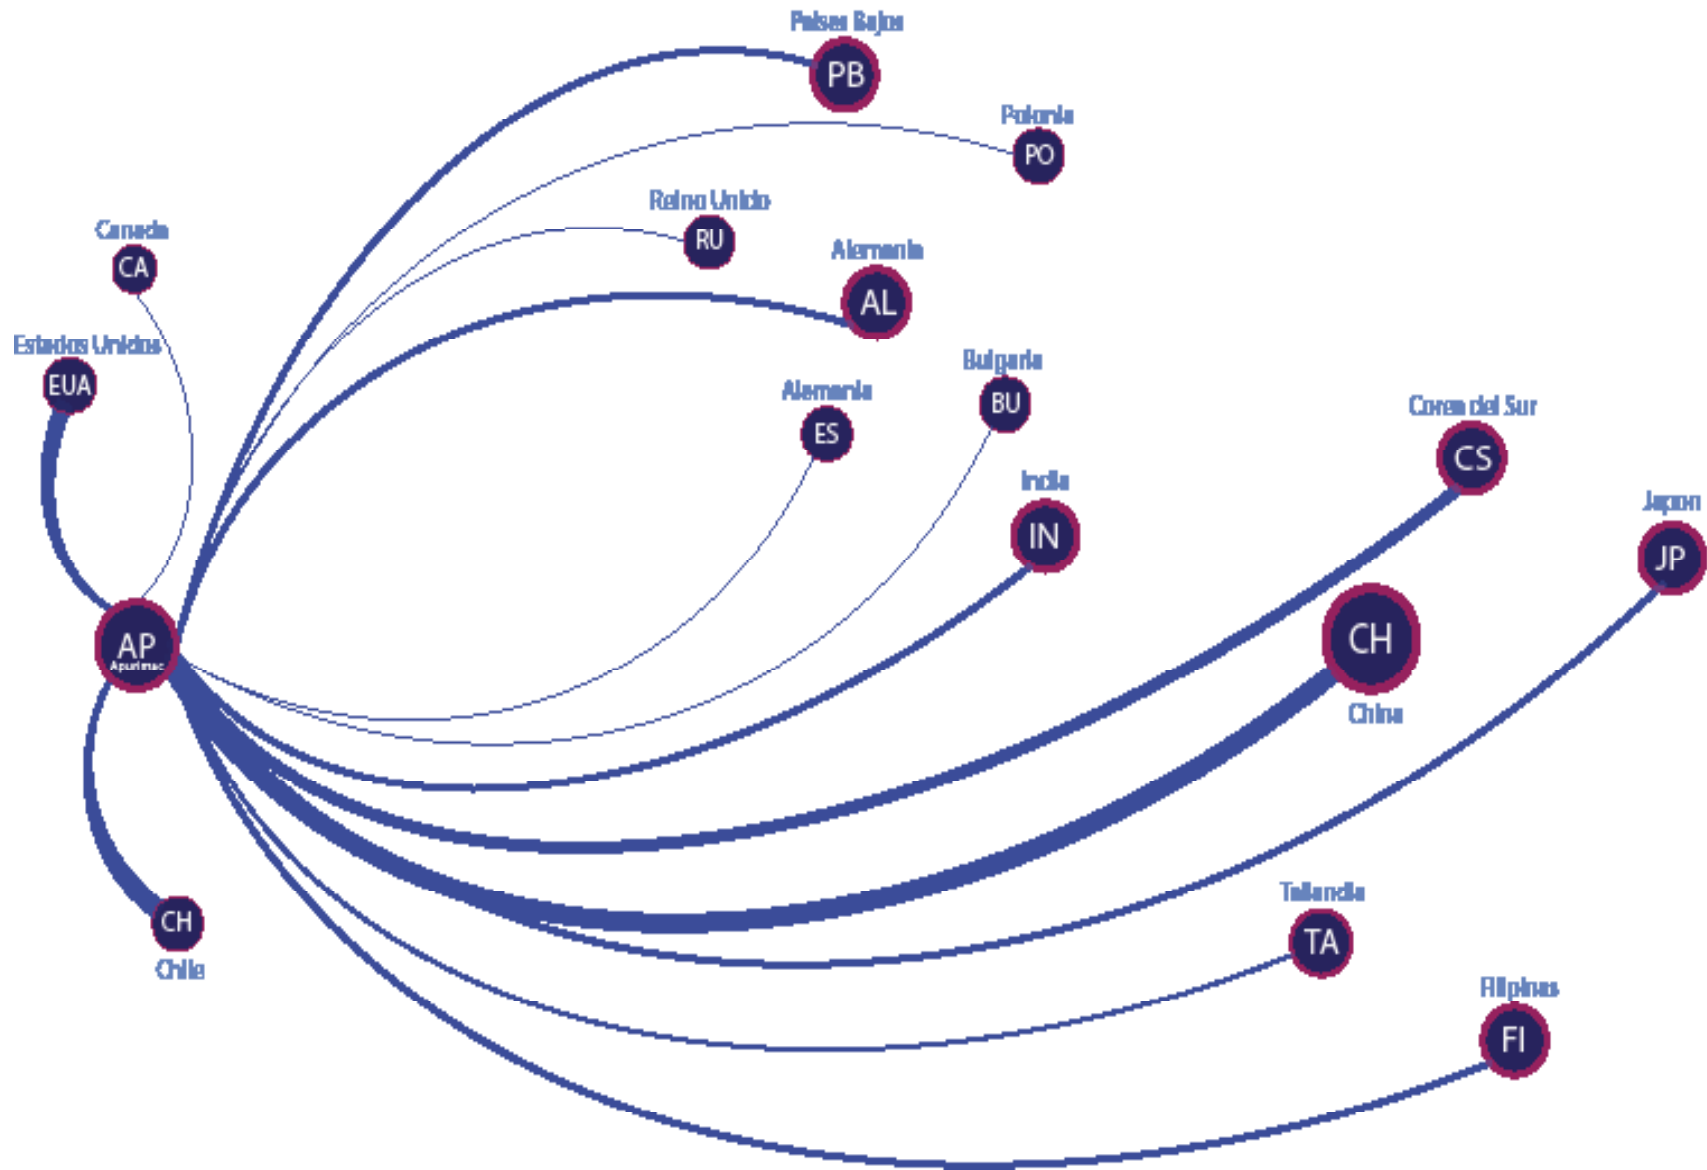 Países Bajos
PB
Polonia
PO
Reino Unido
RU
Canada
CA
Alemania
AL
Estados Unidos
EUA
Alemania
ES
Bulgaria
BU
Corea del Sur
CS
India
IN
Japon
JP
AP
Apurimac
CH
China
CH
Chile
Tailandia
TA
Filipinas
FI